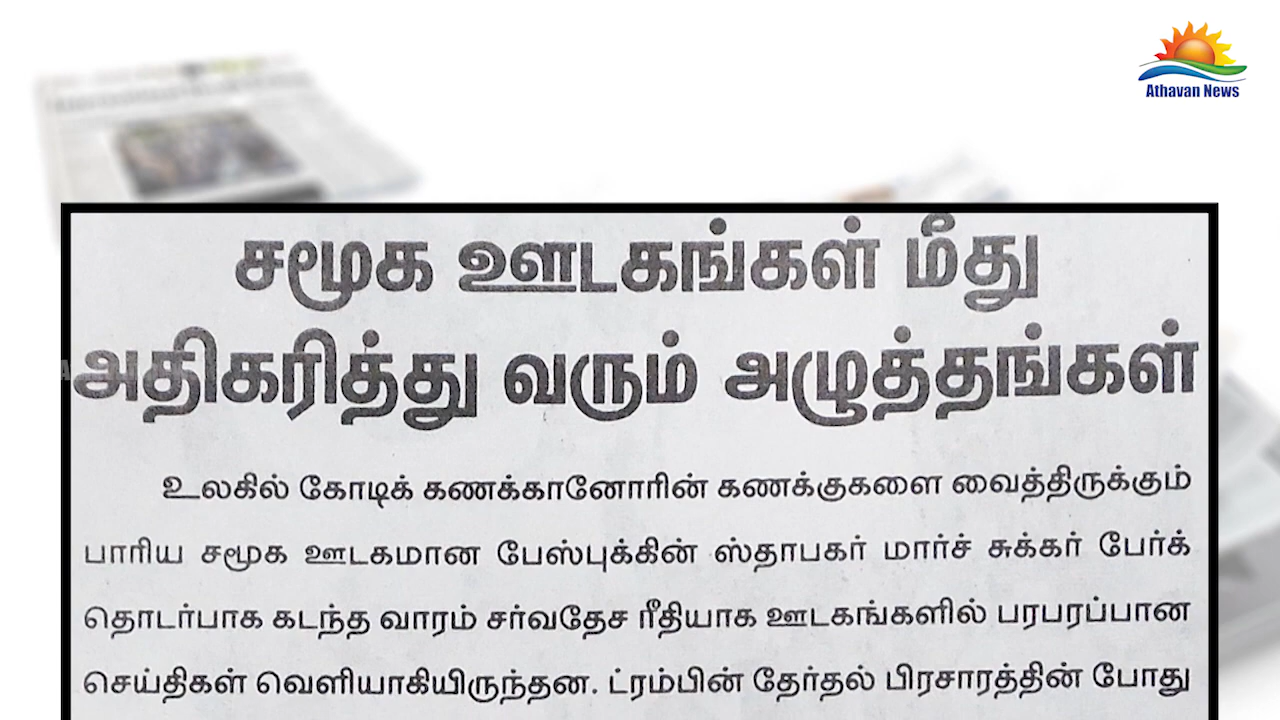 Athavan News
சமூக ஊடகங்கள் மீது
அதிகரித்து வரும் அழுத்தங்கள்
உலகில் கோடிக் கணக்கானோரின் கணக்குகளை வைத்திருக்கும்
பாரிய சமூக ஊடகமான பேஸ்புக்கின் ஸ்தாபகர் மார்ச் சுக்கர் பேர்க்
தொடர்பாக கடந்த வாரம் சர்வதேச ரீதியாக ஊடகங்களில் பரபரப்பான
செய்திகள் வெளியாகியிருந்தன. ட்ரம்பின் தேர்தல் பிரசாரத்தின் போது